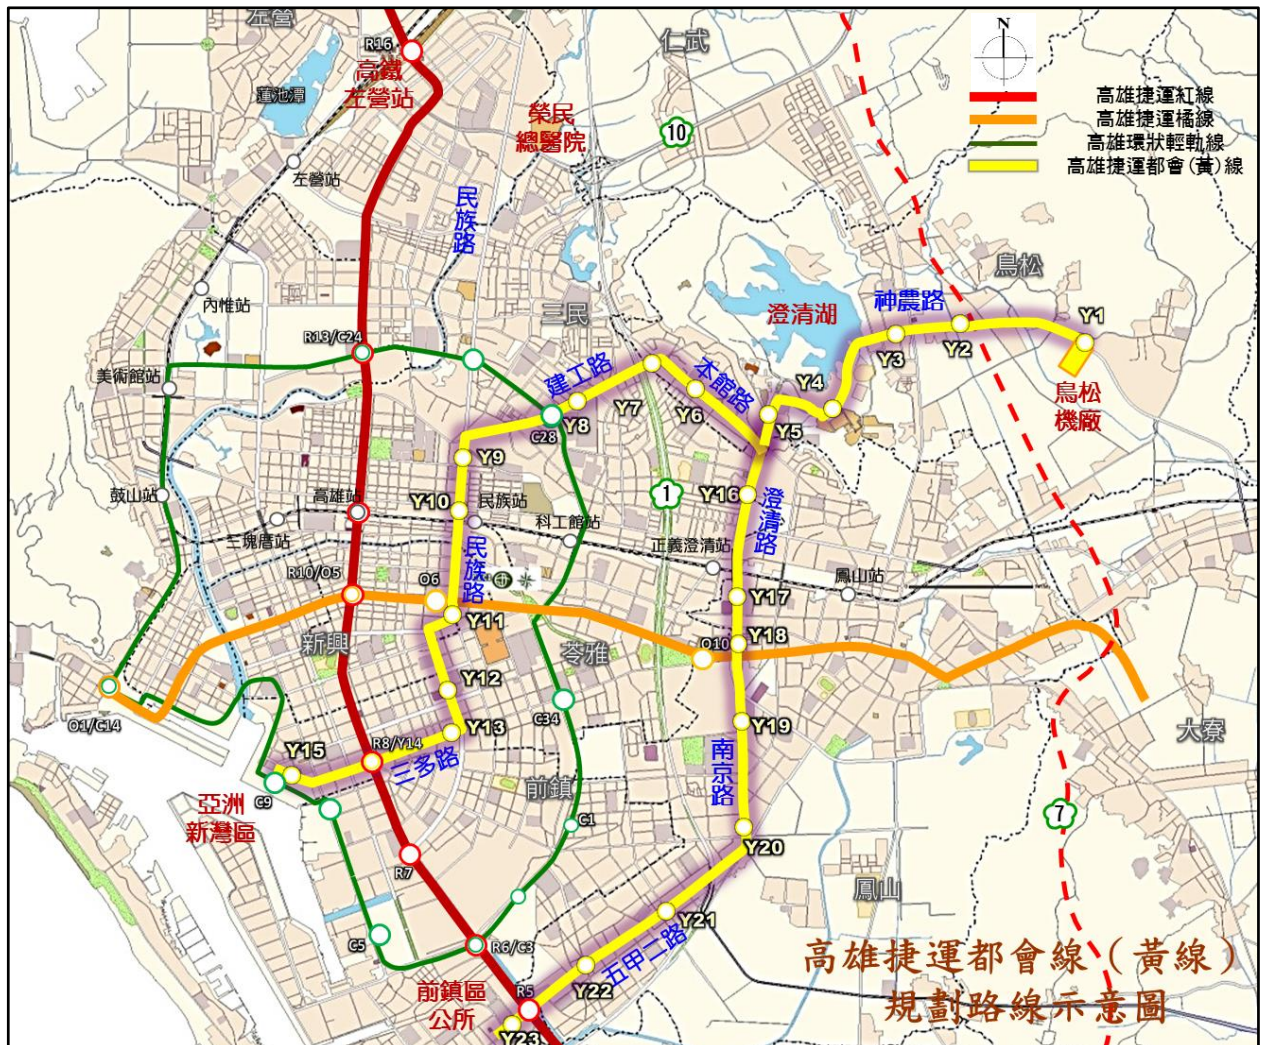 左營
R16
高鐵
左營站
蓮池潭
左營站
榮民
總醫院
仁武
10
N
高雄捷運紅線
高雄捷運橘線
高雄環狀輕軌線
高雄捷運都會(黃)線
民族路
內惟站
三民
澄清湖
神農路
鳥松
Y1
Y2
Y3
Y4
鳥松
機廠
R13/C24
美術館站
建工路
Y7
本館路
Y6
Y5
C28
Y8
Y9
Y10
民族站
高雄站
鼓山站
三塊厝站
科工館站
1
Y16
澄清路
正義澄清站
鳳山站
R10/O5
O6
民族路
Y11
Y17
Y18
O10
新興
苓雅
Y12
O1/C14
C34
Y13
Y19
R8/Y14
三多路
Y15
C9
大寮
亞洲
新灣區
前鎮
C1
南京路
Y20
7
R7
鳳山
C5
R6/C3
Y21
五甲二路
Y22
前鎮區
公所
R5
Y23
高雄捷運都會線（黃線）
規劃路線示意圖